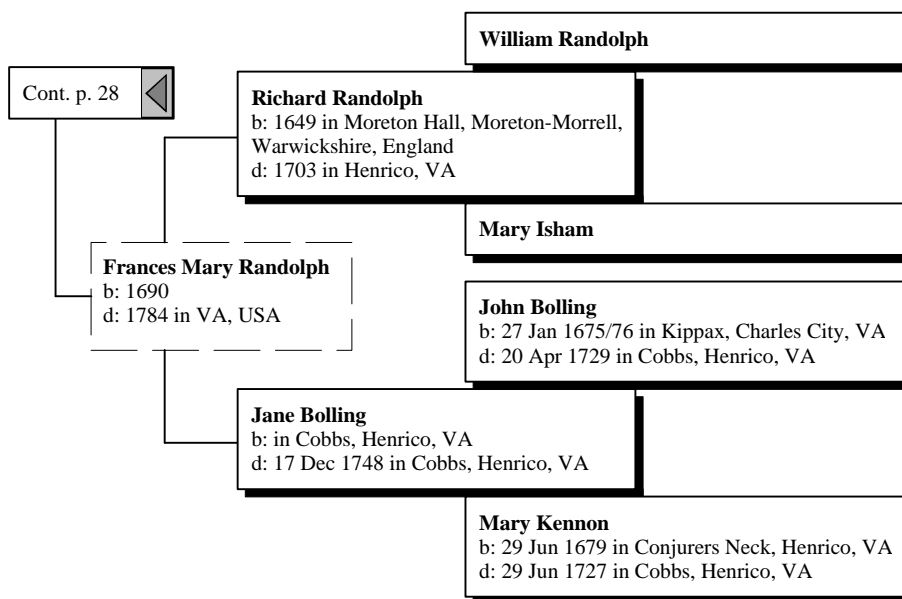 William Randolph
Cont. p. 28
Richard Randolph
b: 1649 in Moreton Hall, Moreton-Morrell,
Warwickshire, England
d: 1703 in Henrico, VA
Mary Isham
Frances Mary Randolph
b: 1690
d: 1784 in VA, USA
John Bolling
b: 27 Jan 1675/76 in Kippax, Charles City, VA
d: 20 Apr 1729 in Cobbs, Henrico, VA
Jane Bolling
b: in Cobbs, Henrico, VA
d: 17 Dec 1748 in Cobbs, Henrico, VA
Mary Kennon
b: 29 Jun 1679 in Conjurers Neck, Henrico, VA
d: 29 Jun 1727 in Cobbs, Henrico, VA